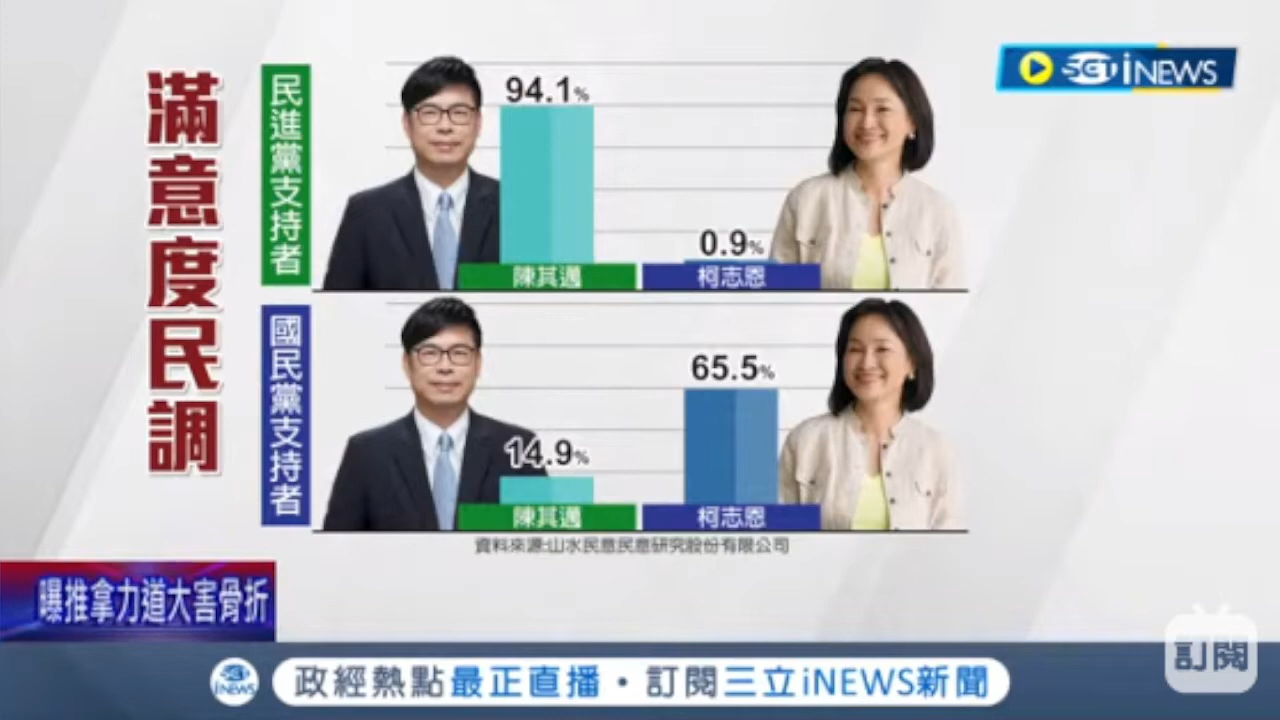 滿意度民調
民進黨支持者
94.1%
0.9%
陳其邁
柯志恩
國民黨支持者
14.9%
65.5%
陳其邁
柯志恩
資料來源:山水民意民意研究股份有限公司
SETiNEWS
曝推拿力道大害骨折
iNEWS
政經熱點最正直播・訂閱三立iNEWS新聞
訂閱